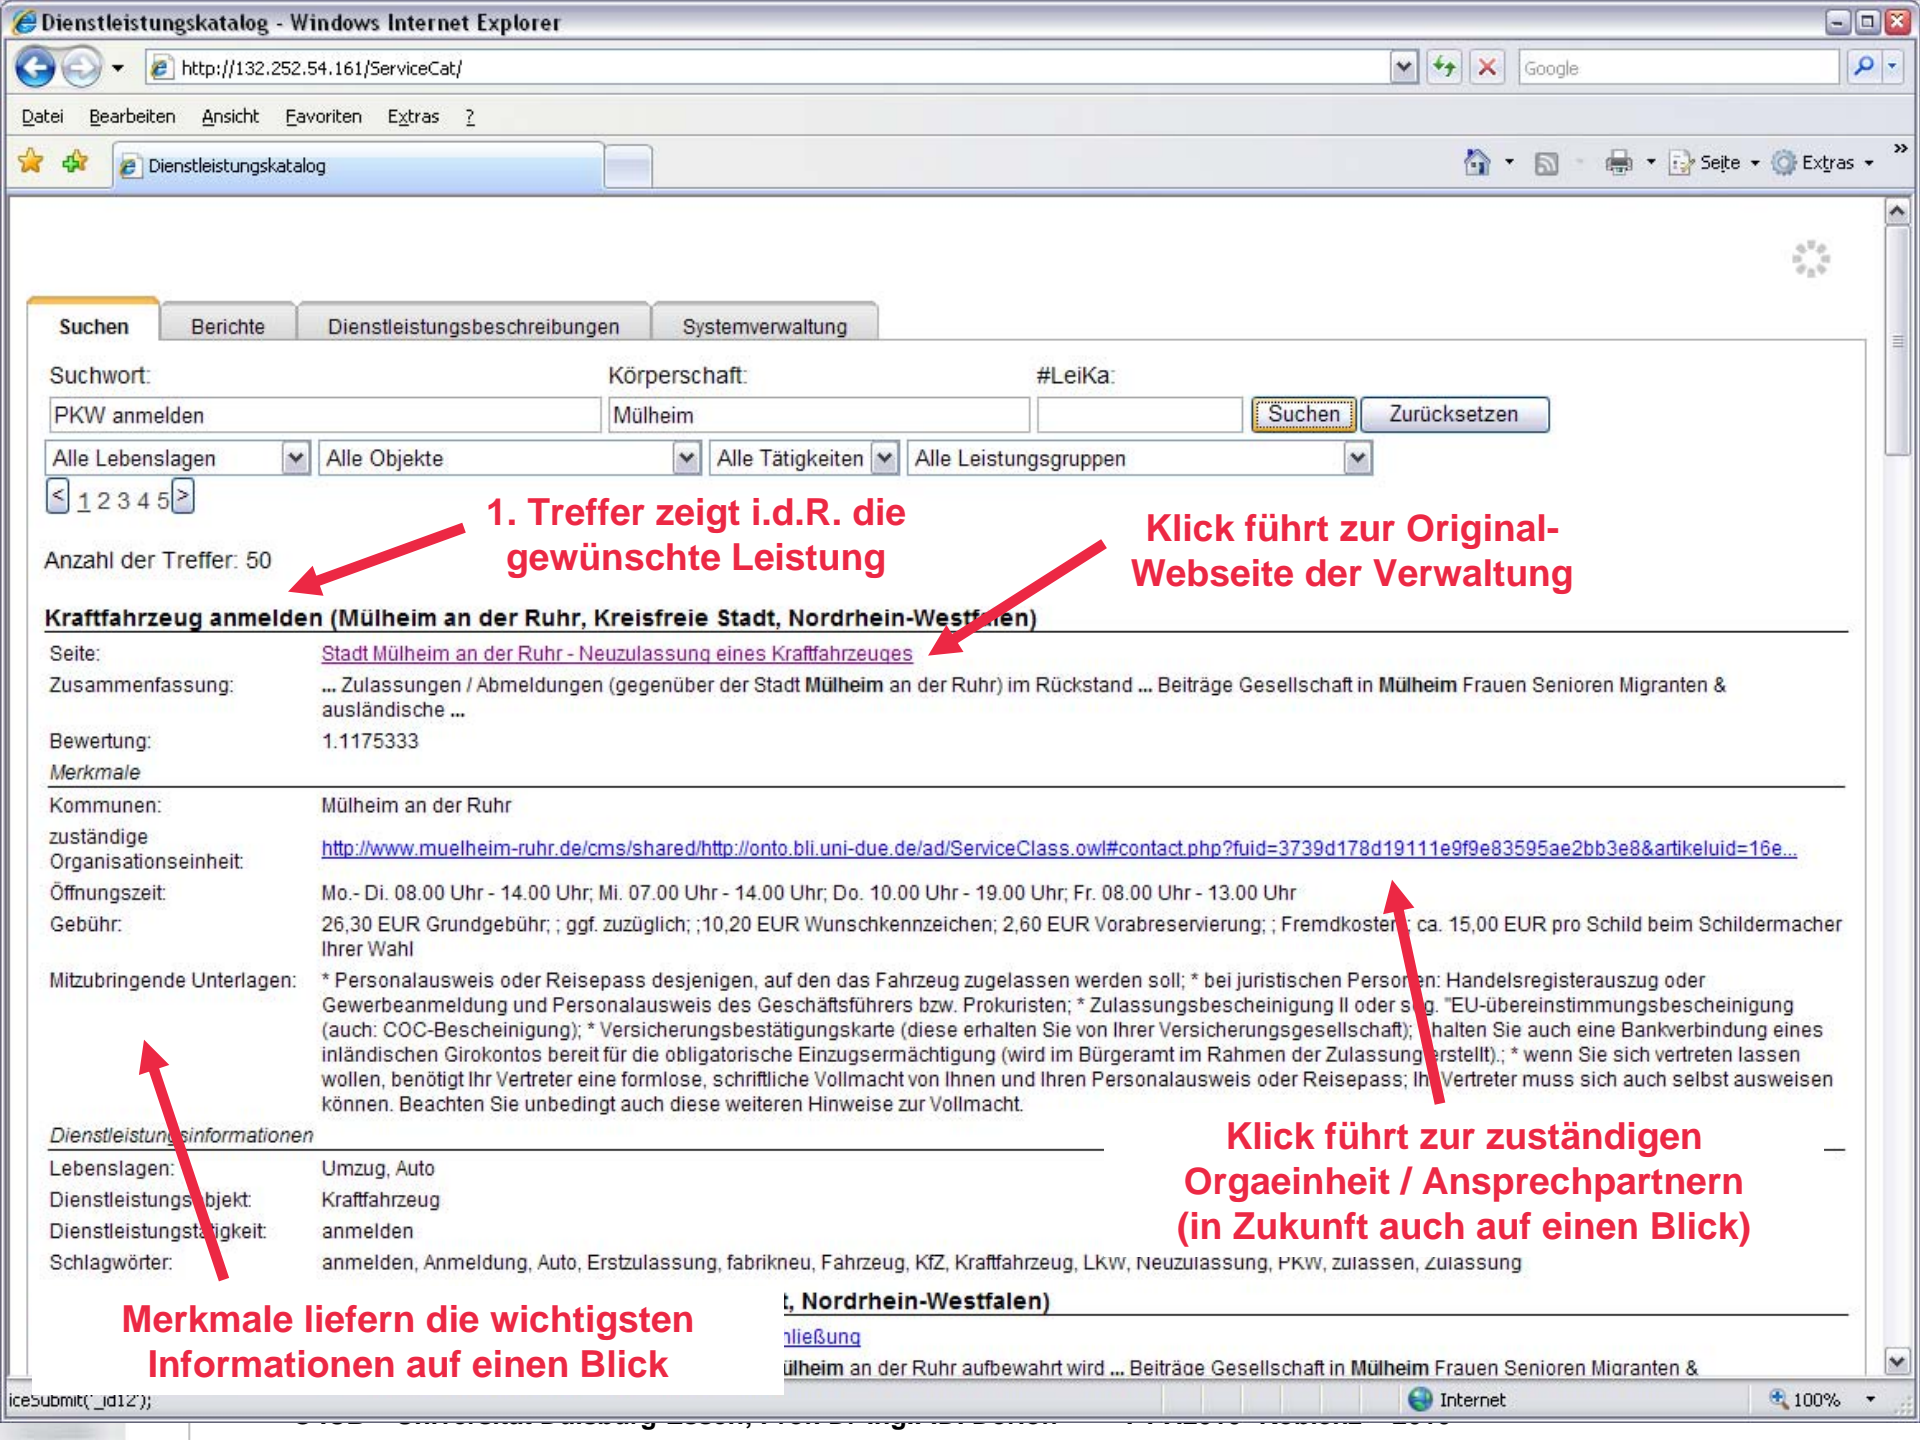 Dienstleistungskatalog - Windows Internet Explorer
http://132.252.54.161/ServiceCat/
Google
Datei Bearbeiten Ansicht Favoriten Extras ?
Dienstleistungskatalog
Seite Extras »
Suchen Berichte Dienstleistungsbeschreibungen Systemverwaltung
Suchwort: Körperschaft: #LeiKa:
PKW anmelden Mülheim Suchen Zurücksetzen
Alle Lebenslagen Alle Objekte Alle Tätigkeiten Alle Leistungsgruppen
< 1 2 3 4 5 >
1. Treffer zeigt i.d.R. die
gewünschte Leistung
Klick führt zur Original-
Webseite der Verwaltung
Anzahl der Treffer: 50
Kraftfahrzeug anmelden (Mülheim an der Ruhr, Kreisfreie Stadt, Nordrhein-Westfalen)
Seite: Stadt Mülheim an der Ruhr - Neuzulassung eines Kraftfahrzeuges
Zusammenfassung: ... Zulassungen / Abmeldungen (gegenüber der Stadt Mülheim an der Ruhr) im Rückstand ... Beiträge Gesellschaft in Mülheim Frauen Senioren Migranten &
ausländische ...
Bewertung: 1.1175333
Merkmale
Kommunen: Mülheim an der Ruhr
zuständige
Organisationseinheit: http://www.muelheim-ruhr.de/cms/shared/http://onto.bli.uni-due.de/ad/ServiceClass.owl#contact.php?fuid=3739d178d19111e9f9e83595ae2bb3e8&artikeluid=16e...
Öffnungszeit: Mo.- Di. 08.00 Uhr - 14.00 Uhr; Mi. 07.00 Uhr - 14.00 Uhr; Do. 10.00 Uhr - 19.00 Uhr; Fr. 08.00 Uhr - 13.00 Uhr
Gebühr: 26,30 EUR Grundgebühr; ; ggf. zuzüglich; ;10,20 EUR Wunschkennzeichen; 2,60 EUR Vorabreservierung; ; Fremdkosten: ca. 15,00 EUR pro Schild beim Schildermacher
Ihrer Wahl
Mitzubringende Unterlagen: * Personalausweis oder Reisepass desjenigen, auf den das Fahrzeug zugelassen werden soll; * bei juristischen Personen: Handelsregisterauszug oder
Gewerbeanmeldung und Personalausweis des Geschäftsführers bzw. Prokuristen; * Zulassungsbescheinigung II oder sog. "EU-übereinstimmungsbescheinigung
(auch: COC-Bescheinigung); * Versicherungsbestätigungskarte (diese erhalten Sie von Ihrer Versicherungsgesellschaft); halten Sie auch eine Bankverbindung eines
inländischen Girokontos bereit für die obligatorische Einzugsermächtigung (wird im Bürgeramt im Rahmen der Zulassung erstellt).; * wenn Sie sich vertreten lassen
wollen, benötigt Ihr Vertreter eine formlose, schriftliche Vollmacht von Ihnen und Ihren Personalausweis oder Reisepass; Ihr Vertreter muss sich auch selbst ausweisen
können. Beachten Sie unbedingt auch diese weiteren Hinweise zur Vollmacht.
Dienstleistungsinformationen
Klick führt zur zuständigen
Orgaeinheit / Ansprechpartnern
(in Zukunft auch auf einen Blick)
Lebenslagen: Umzug, Auto
Dienstleistungsobjekt: Kraftfahrzeug
Dienstleistungstätigkeit: anmelden
Schlagwörter: anmelden, Anmeldung, Auto, Erstzulassung, fabrikneu, Fahrzeug, KfZ, Kraftfahrzeug, LKW, Neuzulassung, PKW, zulassen, Zulassung
Merkmale liefern die wichtigsten
Informationen auf einen Blick
t, Nordrhein-Westfalen)
hließung
ülheim an der Ruhr aufbewahrt wird ... Beiträge Gesellschaft in Mülheim Frauen Senioren Migranten &
iceSubmit('_id12'); Internet 100%